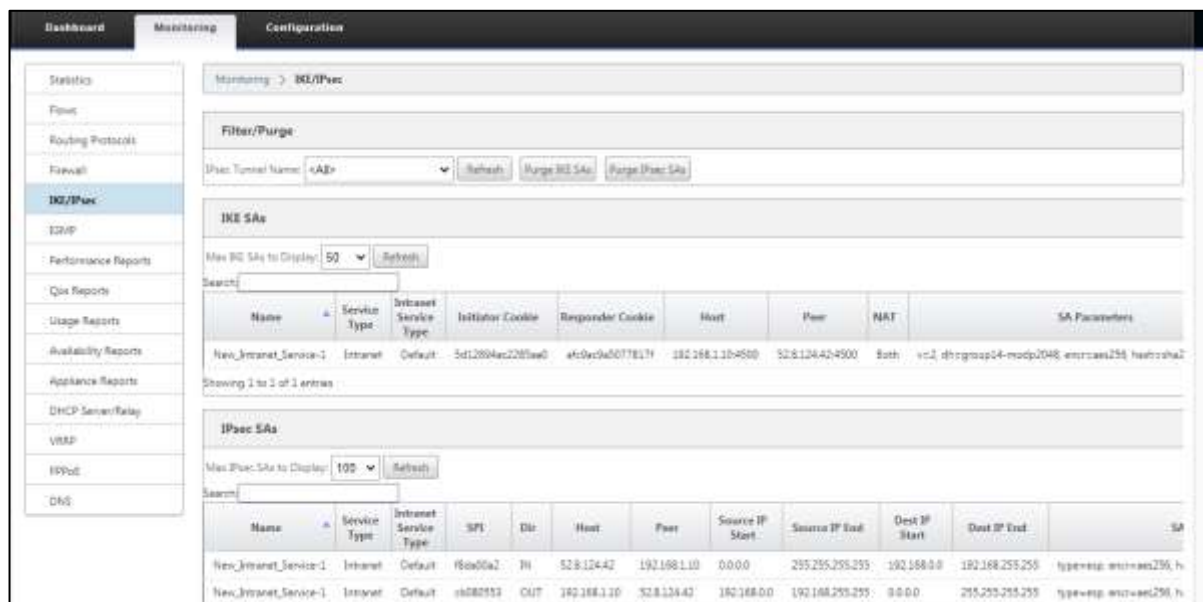 Dashboard Monitoring Configuration
Statistics
Flows
Routing Protocols
Firewall
IKE/IPsec
IGMP
Performance Reports
Qos Reports
Usage Reports
Availability Reports
Appliance Reports
DHCP Server/Relay
VRRP
PPPoE
DNS
Monitoring > IKE/IPsec
Filter/Purge
IPsec Tunnel Name: <All> Refresh Purge IKE SAs Purge IPsec SAs
IKE SAs
Max IKE SAs to Display: 50 Refresh
Search:
Name Service Type Intranet Service Type Initiator Cookie Responder Cookie Host Peer NAT SA Parameters
New_Intranet_Service-1 Intranet Default 192.168.1.10:4500 52.8.124.42:4500 Both
Showing 1 to 1 of 1 entries
IPsec SAs
Max IPsec SAs to Display: 100 Refresh
Search:
Name Service Type Intranet Service Type SPI Dir Host Peer Source IP Start Source IP End Dest IP Start Dest IP End SA
New_Intranet_Service-1 Intranet Default IN 52.8.124.42 192.168.1.10 0.0.0.0 255.255.255.255 192.168.0.0 192.168.255.255
New_Intranet_Service-1 Intranet Default OUT 192.168.1.10 52.8.124.42 192.168.0.0 192.168.255.255 0.0.0.0 255.255.255.255